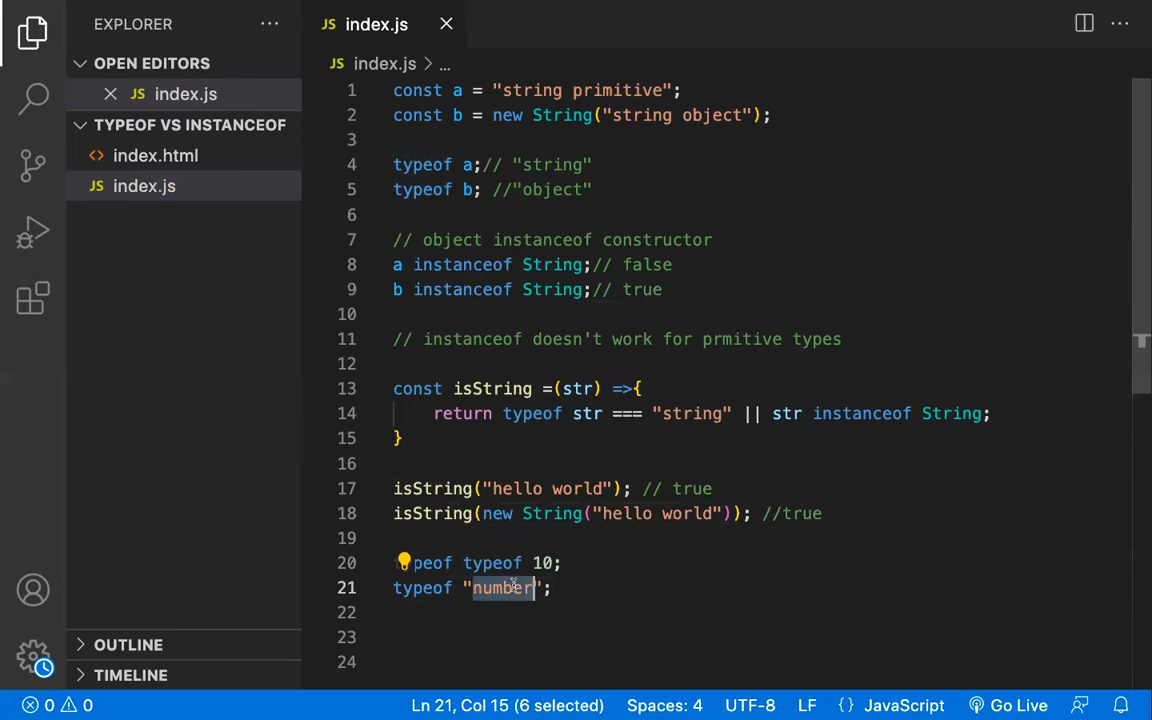 EXPLORER
OPEN EDITORS
JS index.js
TYPEOF VS INSTANCEOF
<> index.html
JS index.js
OUTLINE
TIMELINE
JS index.js
JS index.js > ...
1 const a = "string primitive";
2 const b = new String("string object");
3
4 typeof a;// "string"
5 typeof b; //"object"
6
7 // object instanceof constructor
8 a instanceof String;// false
9 b instanceof String;// true
10
11 // instanceof doesn't work for prmitive types
12
13 const isString =(str) =>{
14 return typeof str === "string" || str instanceof String;
15 }
16
17 isString("hello world"); // true
18 isString(new String("hello world")); //true
19
20 peof typeof 10;
21 typeof "number";
22
23
24
0 0 Ln 21, Col 15 (6 selected) Spaces: 4 UTF-8 LF {} JavaScript Go Live